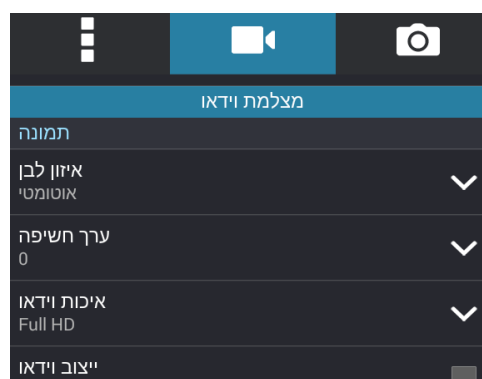 מצלמת וידאו
תמונה
איזון לבן
אוטומטי
ערך חשיפה
0
איכות וידאו
Full HD
ייצוב וידאו